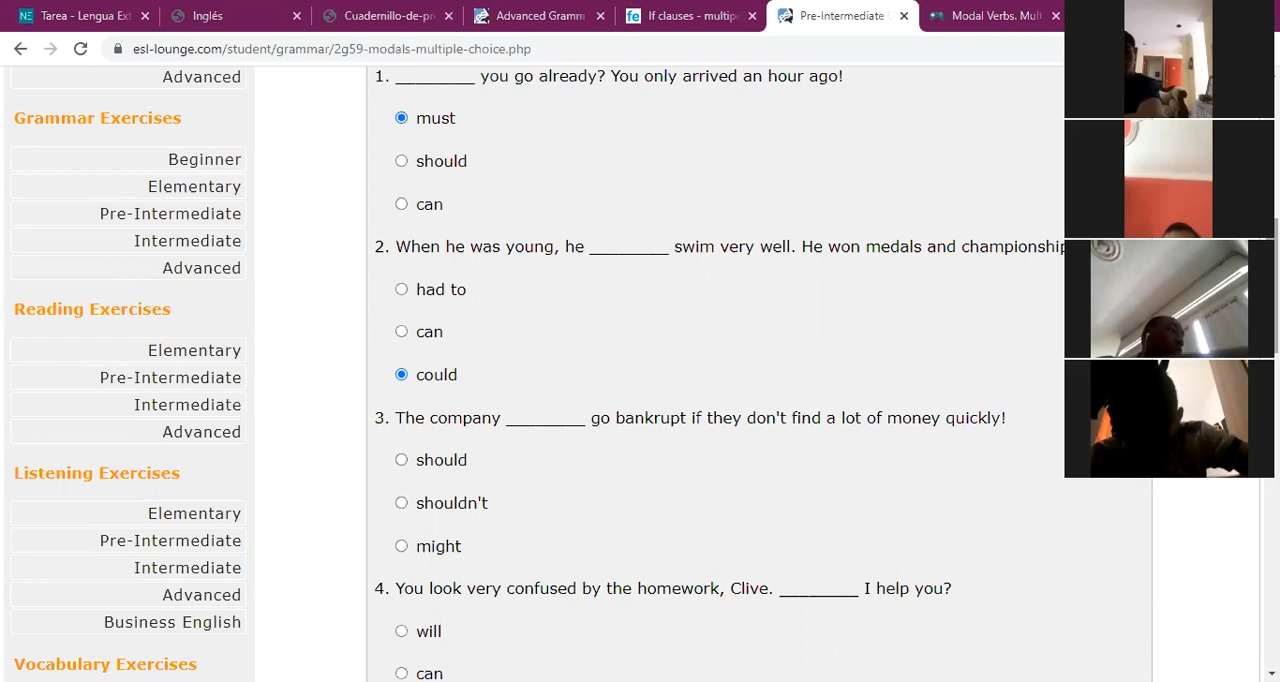 Tarea - Lengua Ext
Inglés
Cuadernillo-de-pr
Advanced Gramm
If clauses - multip
Pre-Intermediate
Modal Verbs. Mult
esl-lounge.com/student/grammar/2g59-modals-multiple-choice.php
Advanced
Grammar Exercises
Beginner
Elementary
Pre-Intermediate
Intermediate
Advanced
Reading Exercises
Elementary
Pre-Intermediate
Intermediate
Advanced
Listening Exercises
Elementary
Pre-Intermediate
Intermediate
Advanced
Business English
Vocabulary Exercises
1. ________ you go already? You only arrived an hour ago!
must
should
can
2. When he was young, he ________ swim very well. He won medals and championship
had to
can
could
3. The company ________ go bankrupt if they don't find a lot of money quickly!
should
shouldn't
might
4. You look very confused by the homework, Clive. ________ I help you?
will
can